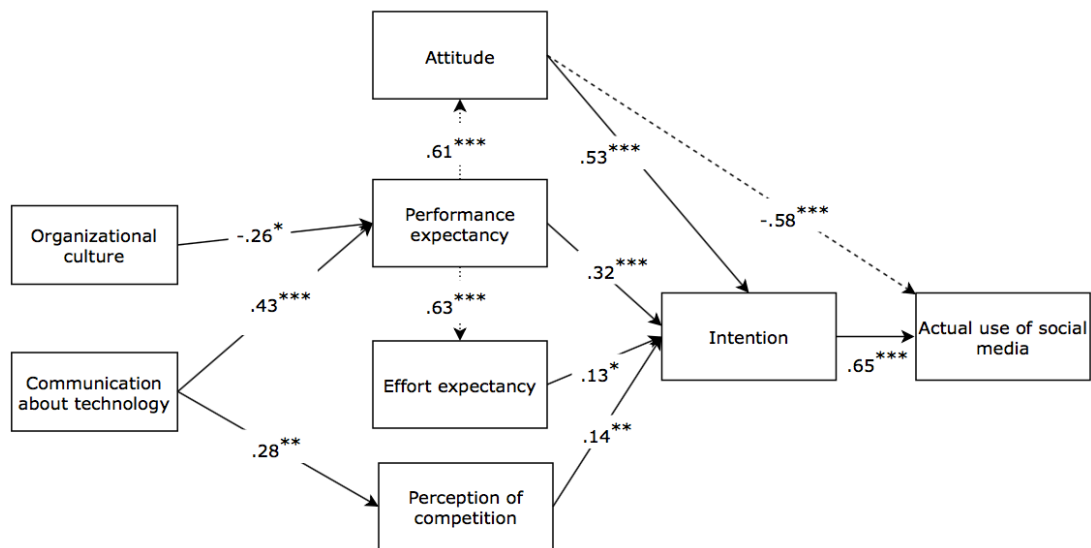 Attitude
.61***
.53***
Organizational
culture
-.26*
Performance
expectancy
-.58***
.43***
.32***
.63***
Intention
Actual use of social
media
.65***
Communication
about technology
Effort expectancy
.13*
.28**
.14**
Perception of
competition